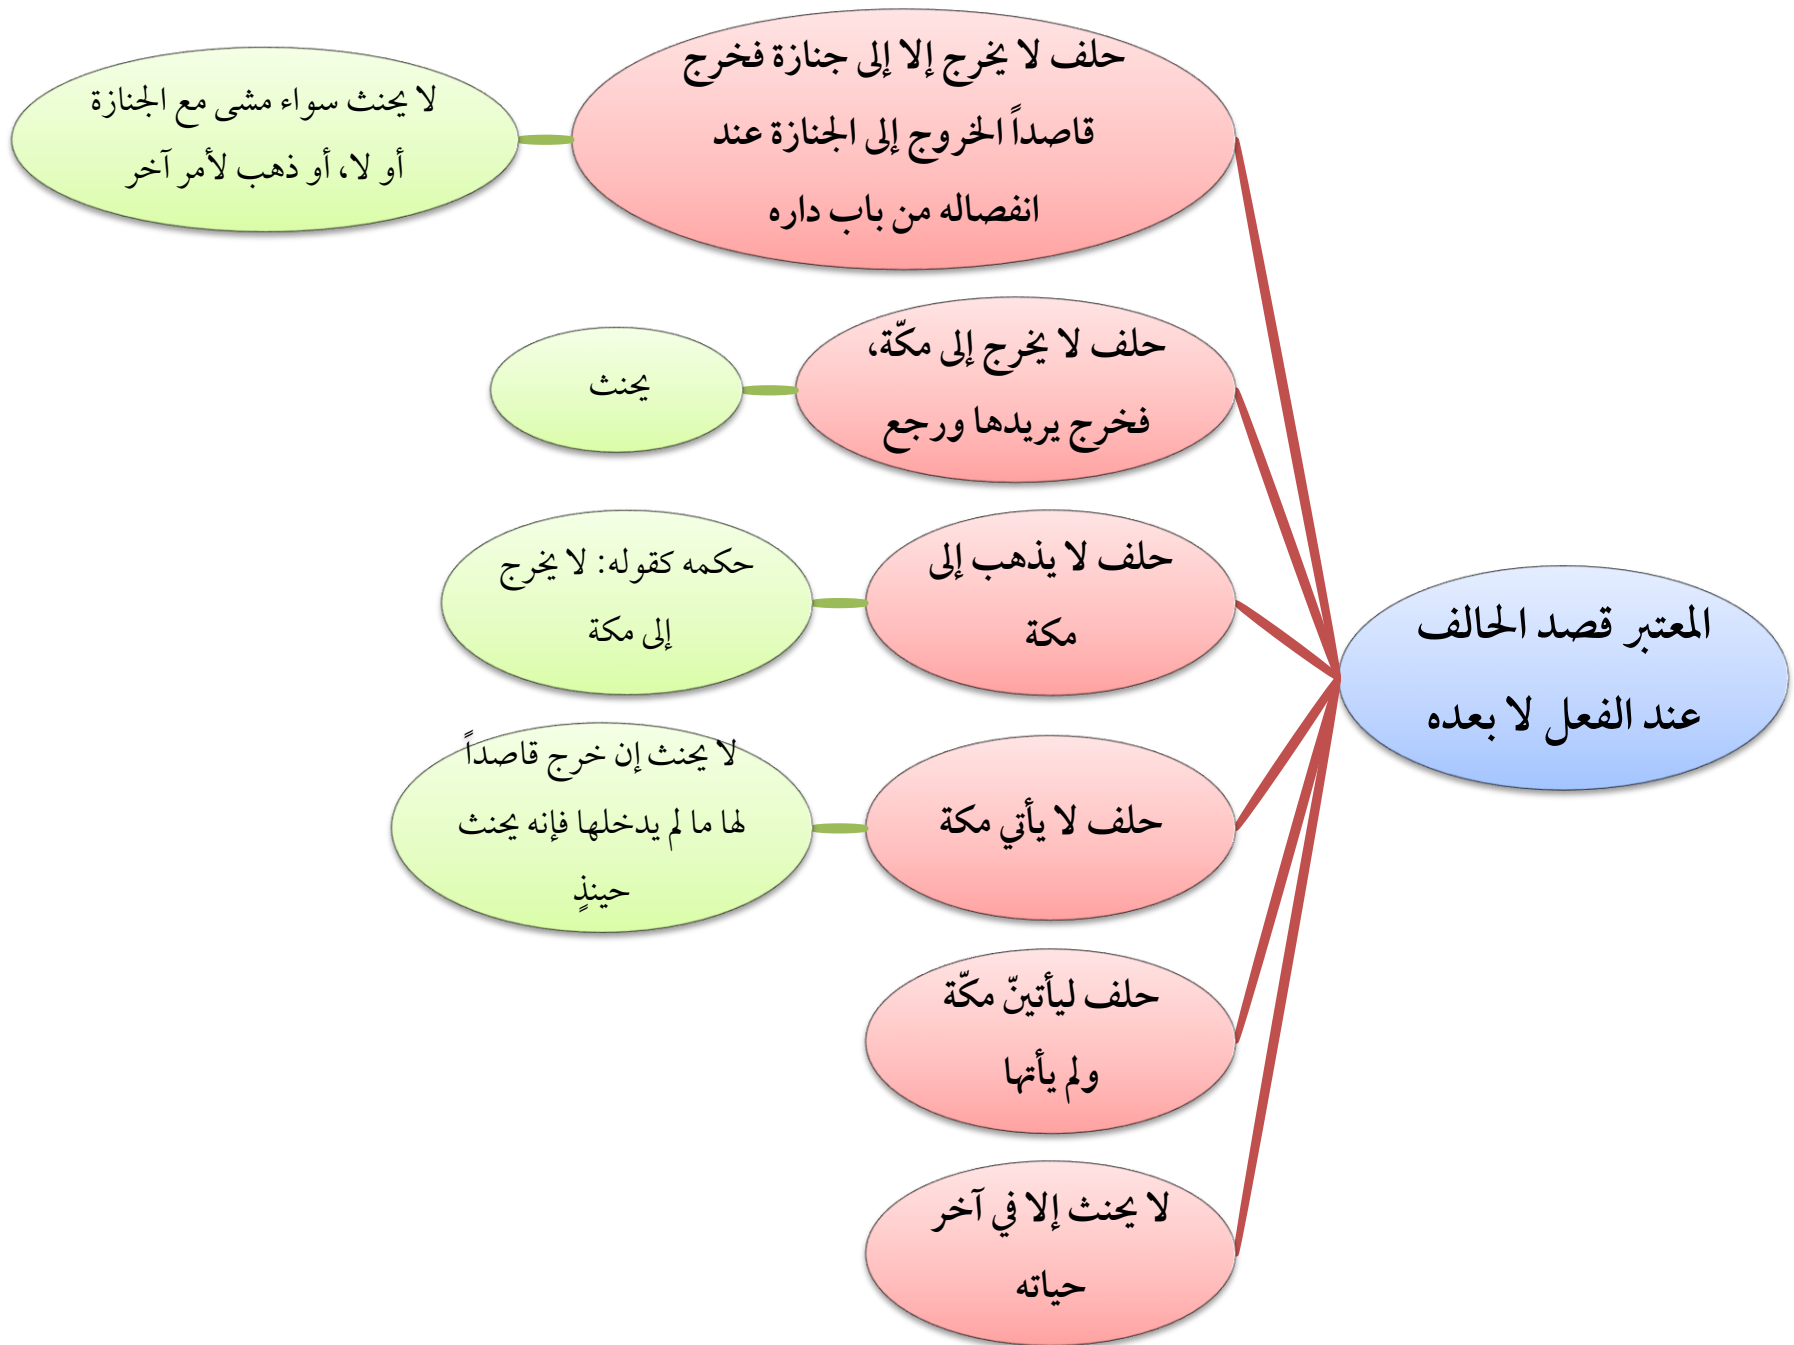 المعتبر قصد الحالف
عند الفعل لا بعده
حلف لا يخرج إلا إلى جنازة فخرج
قاصداً الخروج إلى الجنازة عند
انفصاله من باب داره
لا يحنث سواء مشى مع الجنازة
أو لا، أو ذهب لأمر آخر
حلف لا يخرج إلى مكّة،
فخرج يريدها ورجع
يحنث
حلف لا يذهب إلى
مكة
حكمه كقوله: لا يخرج
إلى مكة
حلف لا يأتي مكة
لا يحنث إن خرج قاصداً
لها ما لم يدخلها فإنه يحنث
حينذٍ
حلف ليأتينّ مكّة
ولم يأتها
لا يحنث إلا في آخر
حياته